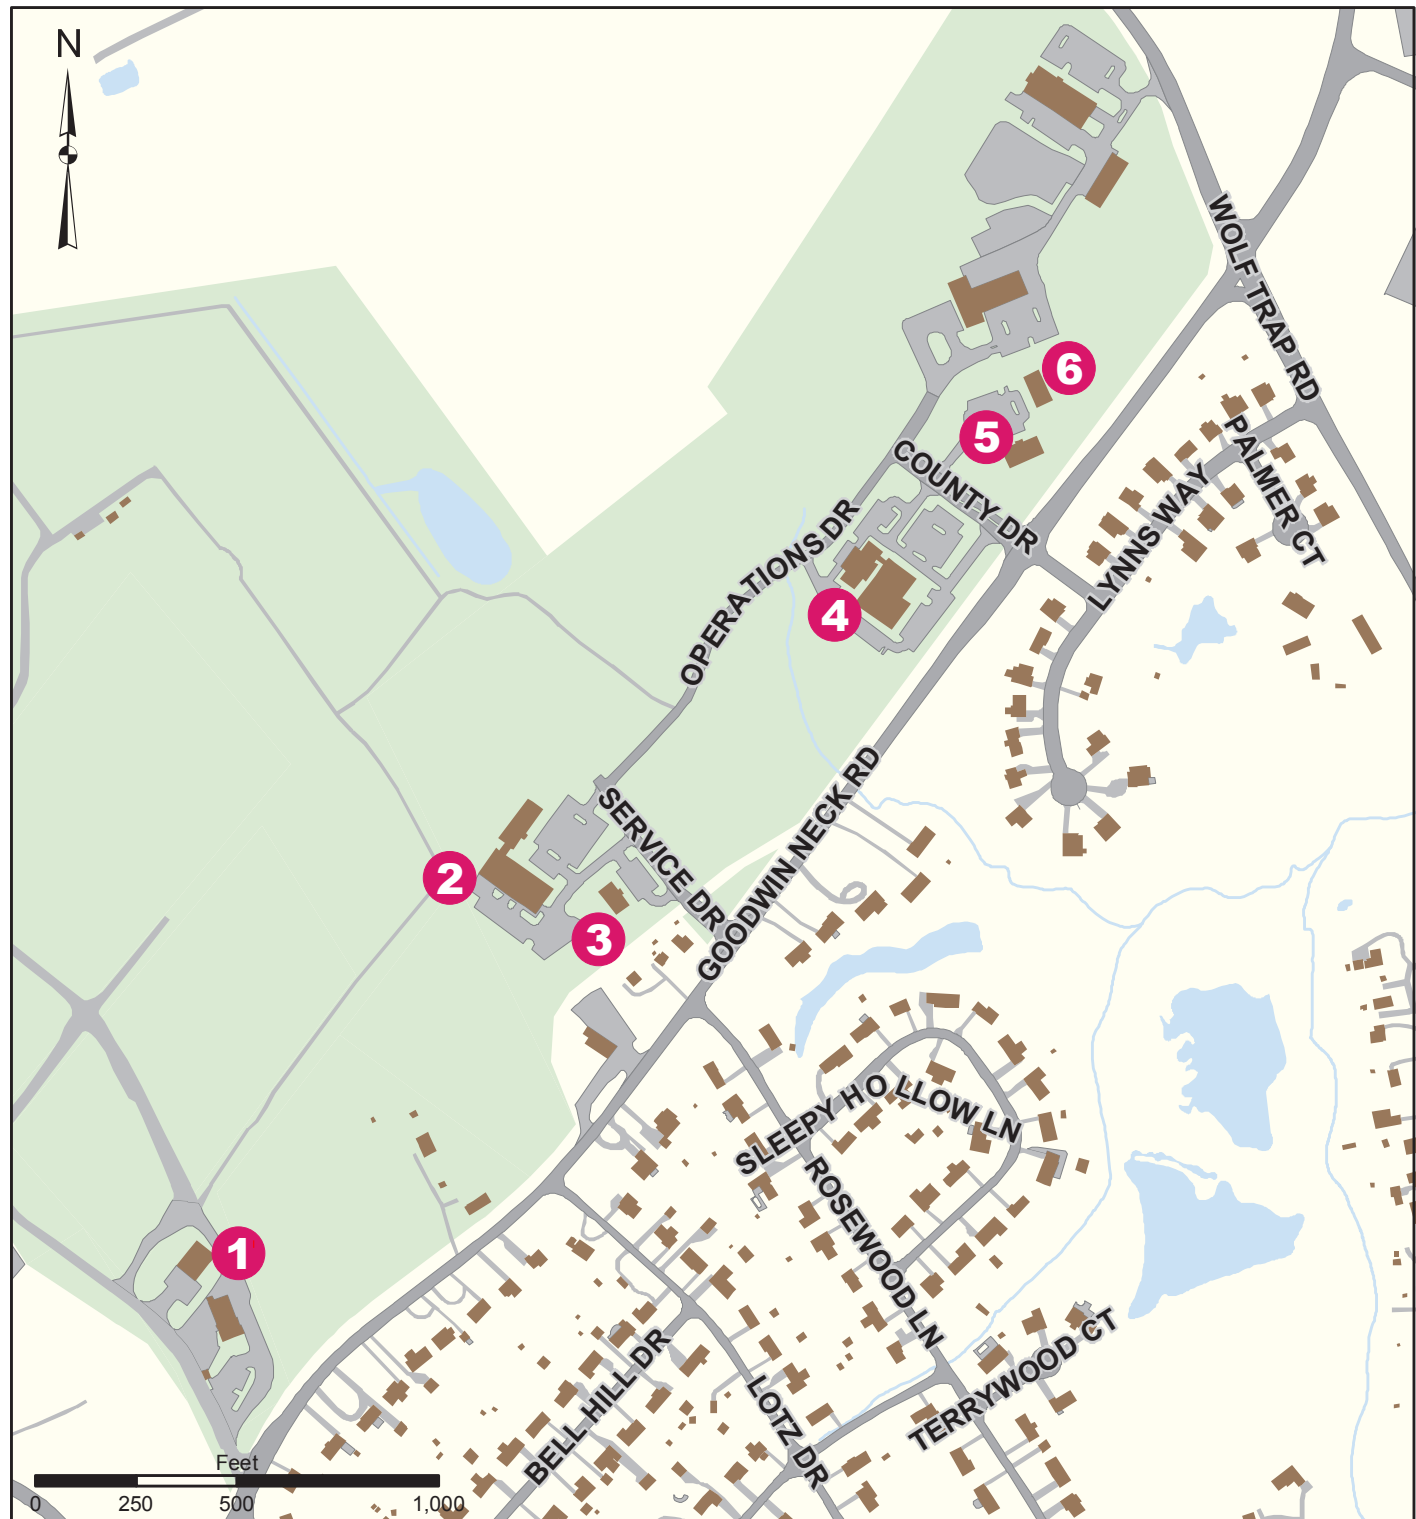 N
WOLF TRAP RD
6
5
PALMER CT
COUNTY DR
LYNNS WAY
OPERATIONS DR
4
GOODWIN NECK RD
SERVICE DR
2
3
SLEEPY HOLLOW LN
ROSEWOOD LN
1
TERRYWOOD CT
BELL HILL DR
LOTZ DR
Feet
0 250 500 1,000